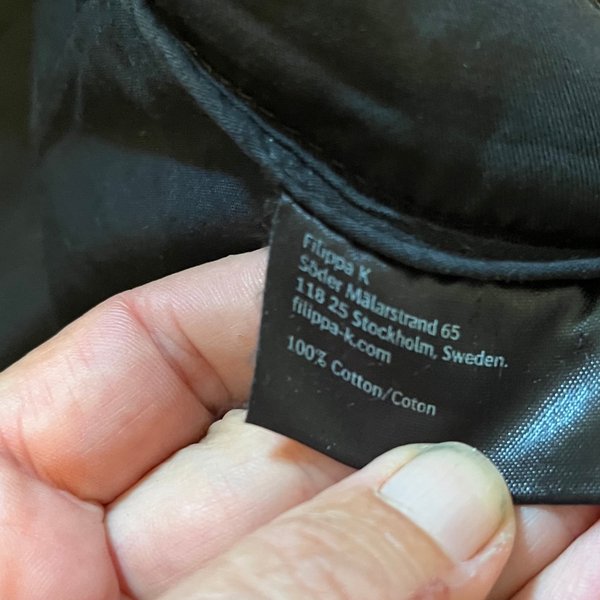 Filippa K
Söder Mälarstrand 65
118 25 Stockholm, Sweden.
filippa-k.com
100% Cotton/Coton